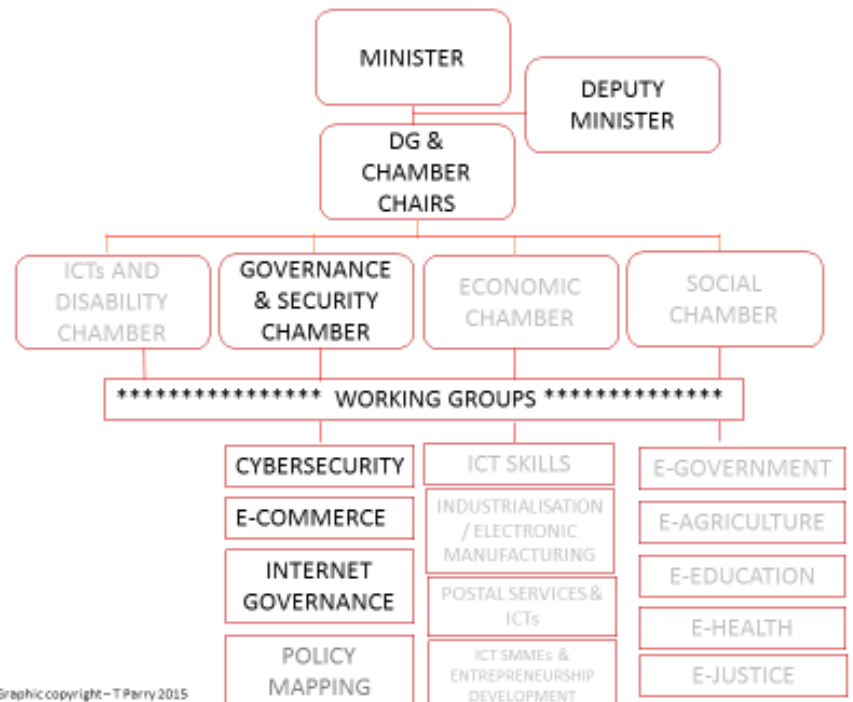 MINISTER
DEPUTY
MINISTER
DG &
CHAMBER
CHAIRS
ICTs AND
DISABILITY
CHAMBER
GOVERNANCE
& SECURITY
CHAMBER
ECONOMIC
CHAMBER
SOCIAL
CHAMBER
**************** WORKING GROUPS **************
CYBERSECURITY
E-COMMERCE
INTERNET
GOVERNANCE
POLICY
MAPPING
ICT SKILLS
INDUSTRIALISATION
/ ELECTRONIC
MANUFACTURING
POSTAL SERVICES &
ICTs
ICT SMMEs &
ENTREPRENEURSHIP
DEVELOPMENT
E-GOVERNMENT
E-AGRICULTURE
E-EDUCATION
E-HEALTH
E-JUSTICE
Graphic copyright – T Perry 2015